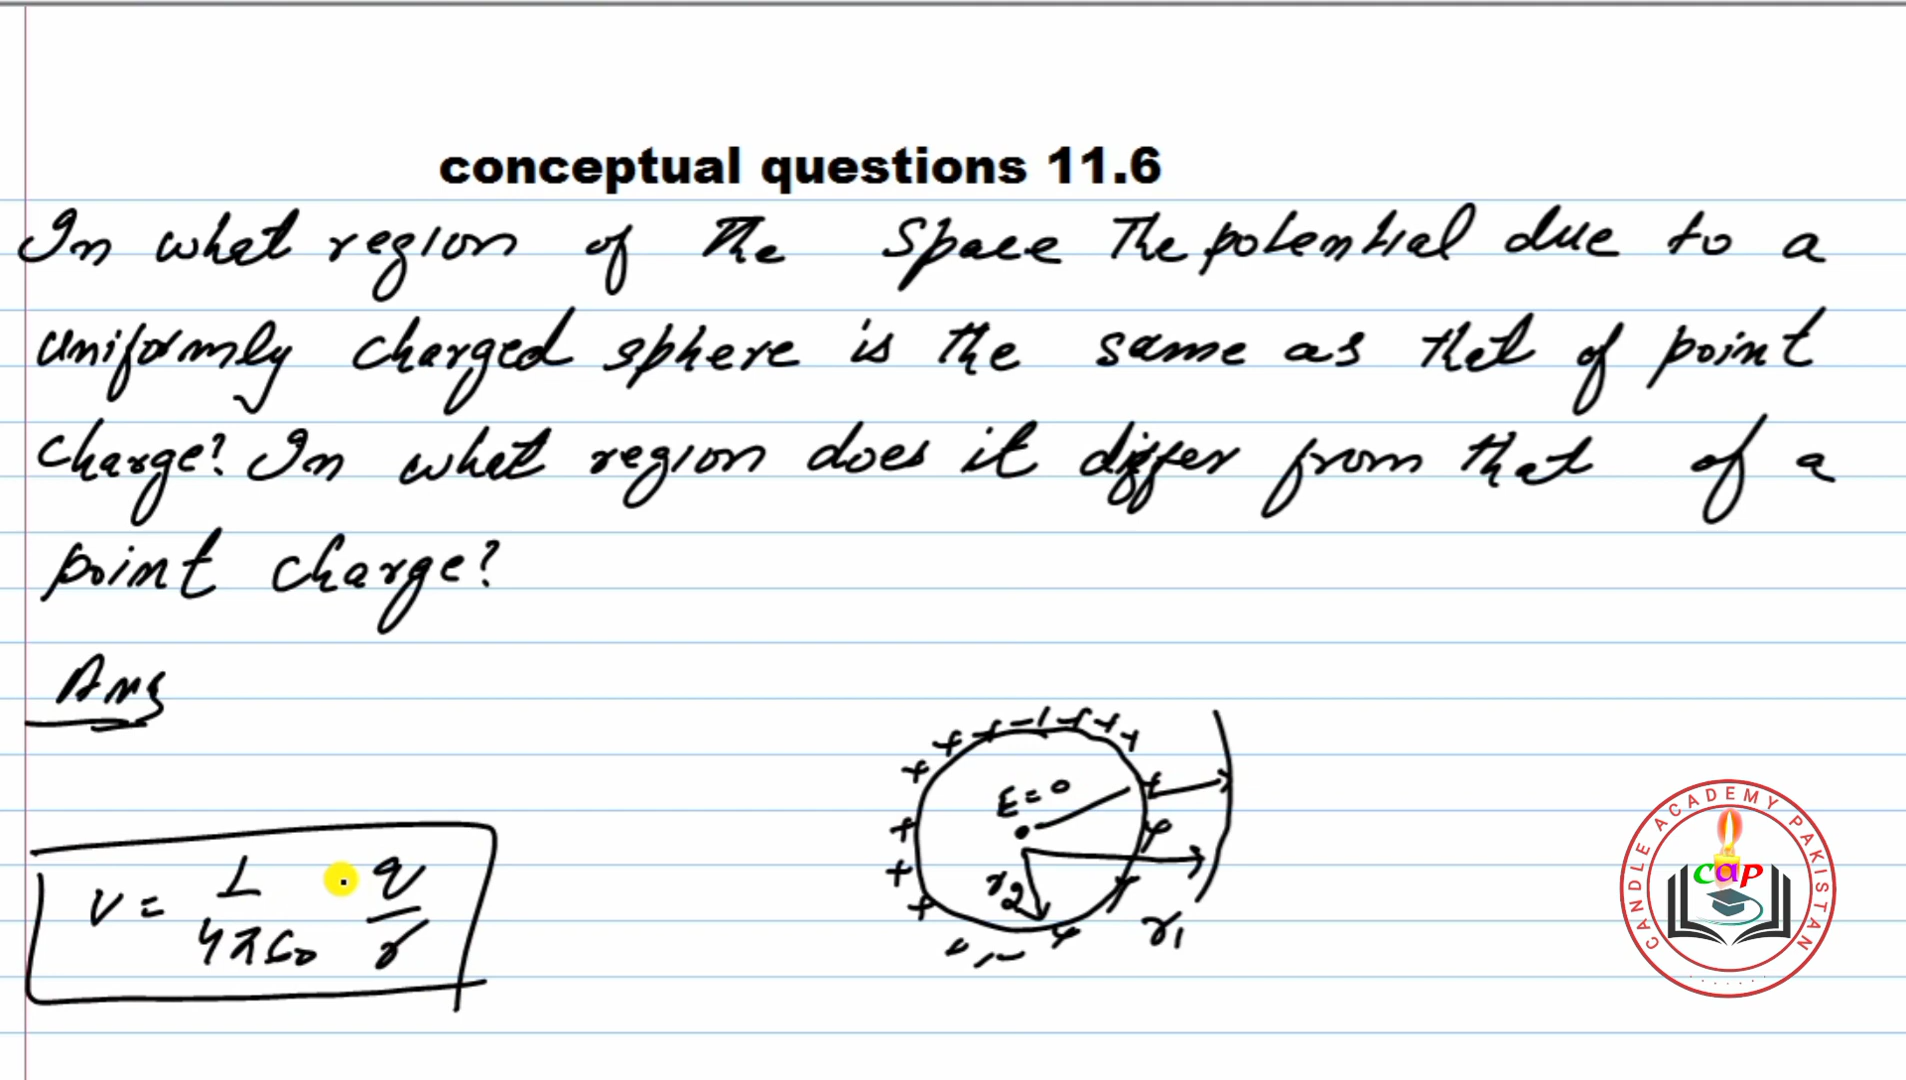 conceptual questions 11.6
In what region of the space The potential due to a
uniformly charged sphere is the same as that of point
charge? In what region does it differ from that of a
point charge?
Ans
E=0
V = 1/4πε₀ · q/r
r2
r1
CANDLE ACADEMY PAKISTAN
cap